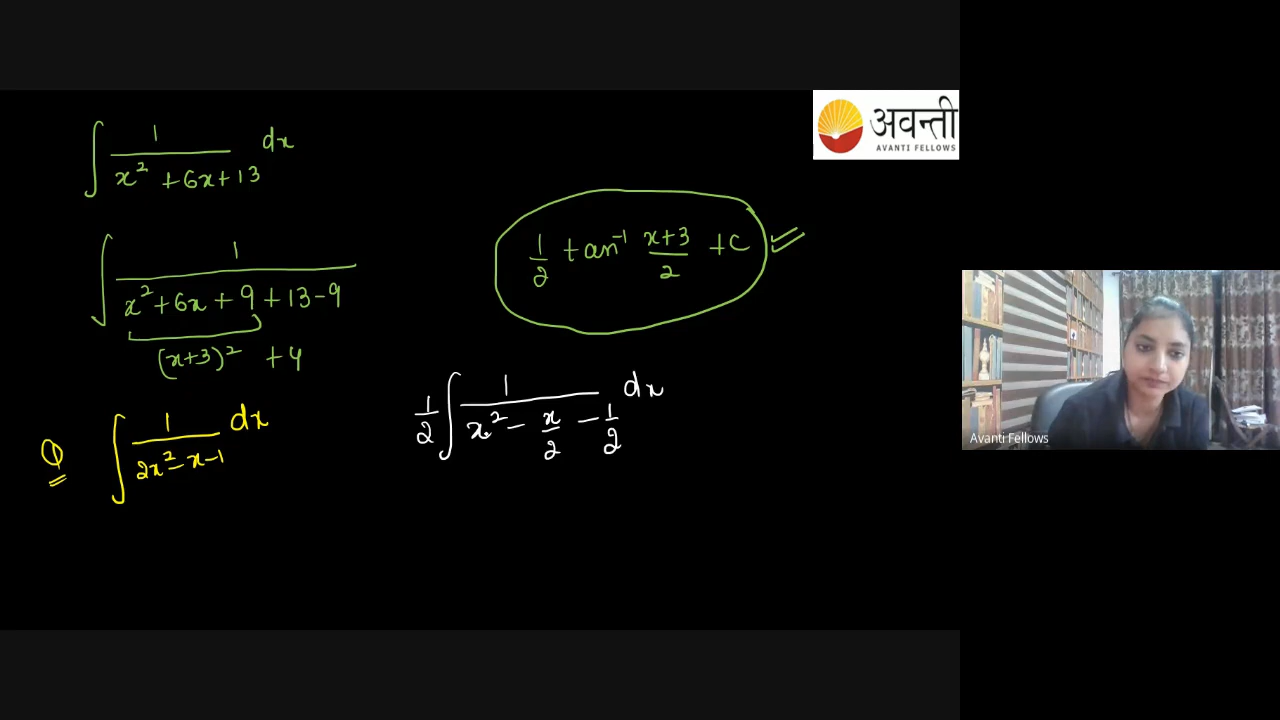 ∫ 1/(x² + 6x + 13) dx
∫ 1/(x² + 6x + 9 + 13 - 9)
(x+3)² + 4
1/2 tan⁻¹ (x+3)/2 + C
Q ∫ 1/(2x² - x - 1) dx
1/2 ∫ 1/(x² - x/2 - 1/2) dx
अवन्ती
AVANTI FELLOWS
Avanti Fellows